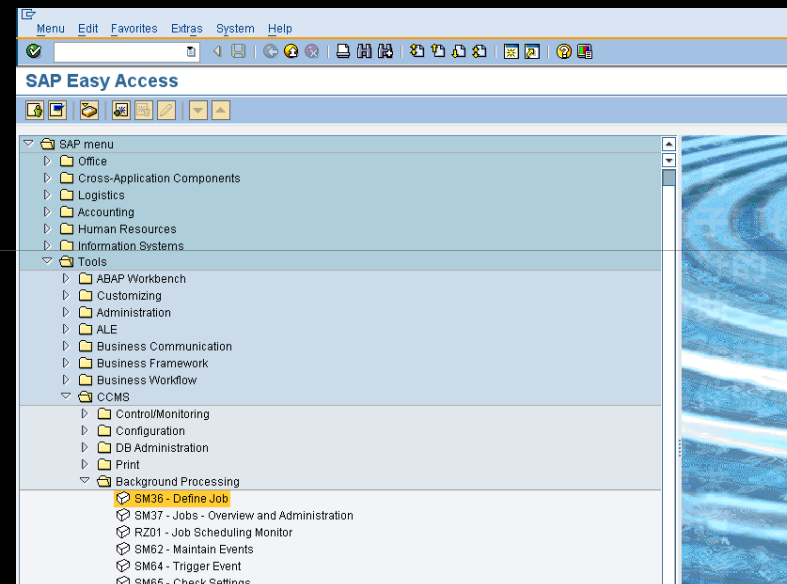 Menu Edit Favorites Extras System Help
SAP Easy Access
SAP menu
Office
Cross-Application Components
Logistics
Accounting
Human Resources
Information Systems
Tools
ABAP Workbench
Customizing
Administration
ALE
Business Communication
Business Framework
Business Workflow
CCMS
Control/Monitoring
Configuration
DB Administration
Print
Background Processing
SM36 - Define Job
SM37 - Jobs - Overview and Administration
RZ01 - Job Scheduling Monitor
SM62 - Maintain Events
SM64 - Trigger Event
SM65 - Check Settings